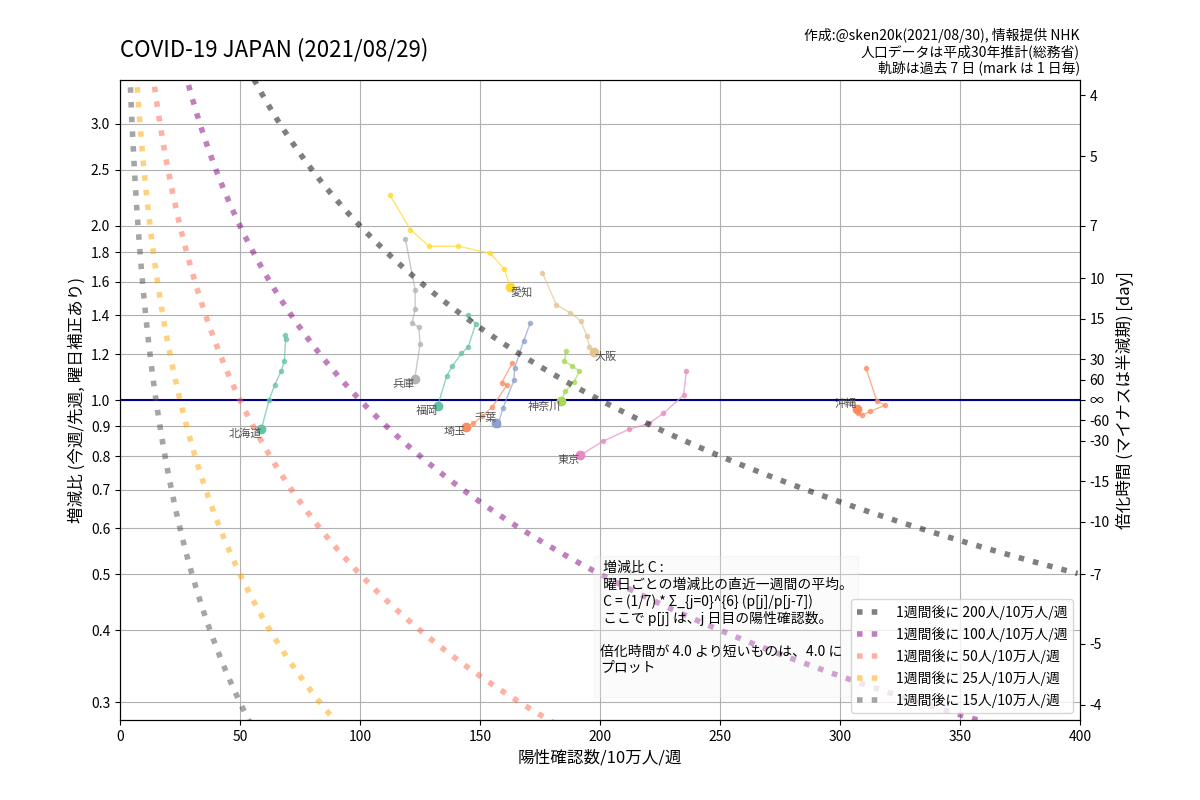 COVID-19 JAPAN (2021/08/29)
作成:@sken20k(2021/08/30), 情報提供 NHK
人口データは平成30年推計(総務省)
軌跡は過去 7 日 (mark は 1 日毎)
増減比 (今週/先週, 曜日補正あり)
3.0
2.5
2.0
1.8
1.6
1.4
1.2
1.0
0.9
0.8
0.7
0.6
0.5
0.4
0.3
4
5
7
10
15
30
60
∞
-60
-30
-15
-10
-7
-5
-4
倍化時間 (マイナスは半減期) [day]
愛知
大阪
兵庫
福岡
神奈川
沖縄
千葉
埼玉
北海道
東京
増減比 C :
曜日ごとの増減比の直近一週間の平均。
C = (1/7) * Σ_{j=0}^{6} (p[j]/p[j-7])
ここで p[j] は、j 日目の陽性確認数。
倍化時間が 4.0 より短いものは、4.0 に
プロット
1週間後に 200人/10万人/週
1週間後に 100人/10万人/週
1週間後に 50人/10万人/週
1週間後に 25人/10万人/週
1週間後に 15人/10万人/週
0
50
100
150
200
250
300
350
400
陽性確認数/10万人/週